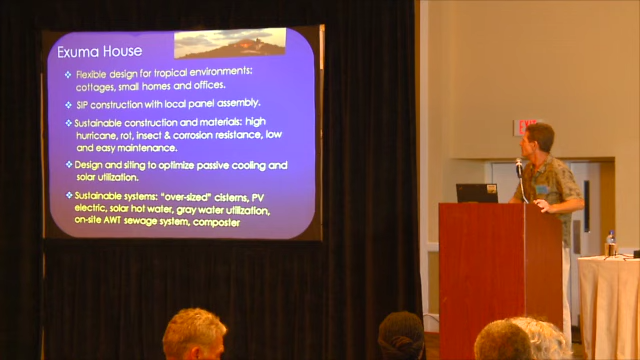 Exuma House
Flexible design for tropical environments:
cottages, small homes and offices.
SIP construction with local panel assembly.
Sustainable construction and materials: high
hurricane, rot, insect & corrosion resistance, low
and easy maintenance.
Design and siting to optimize passive cooling and
solar utilization.
Sustainable systems: "over-sized" cisterns, PV
electric, solar hot water, gray water utilization,
on-site AWT sewage system, composter